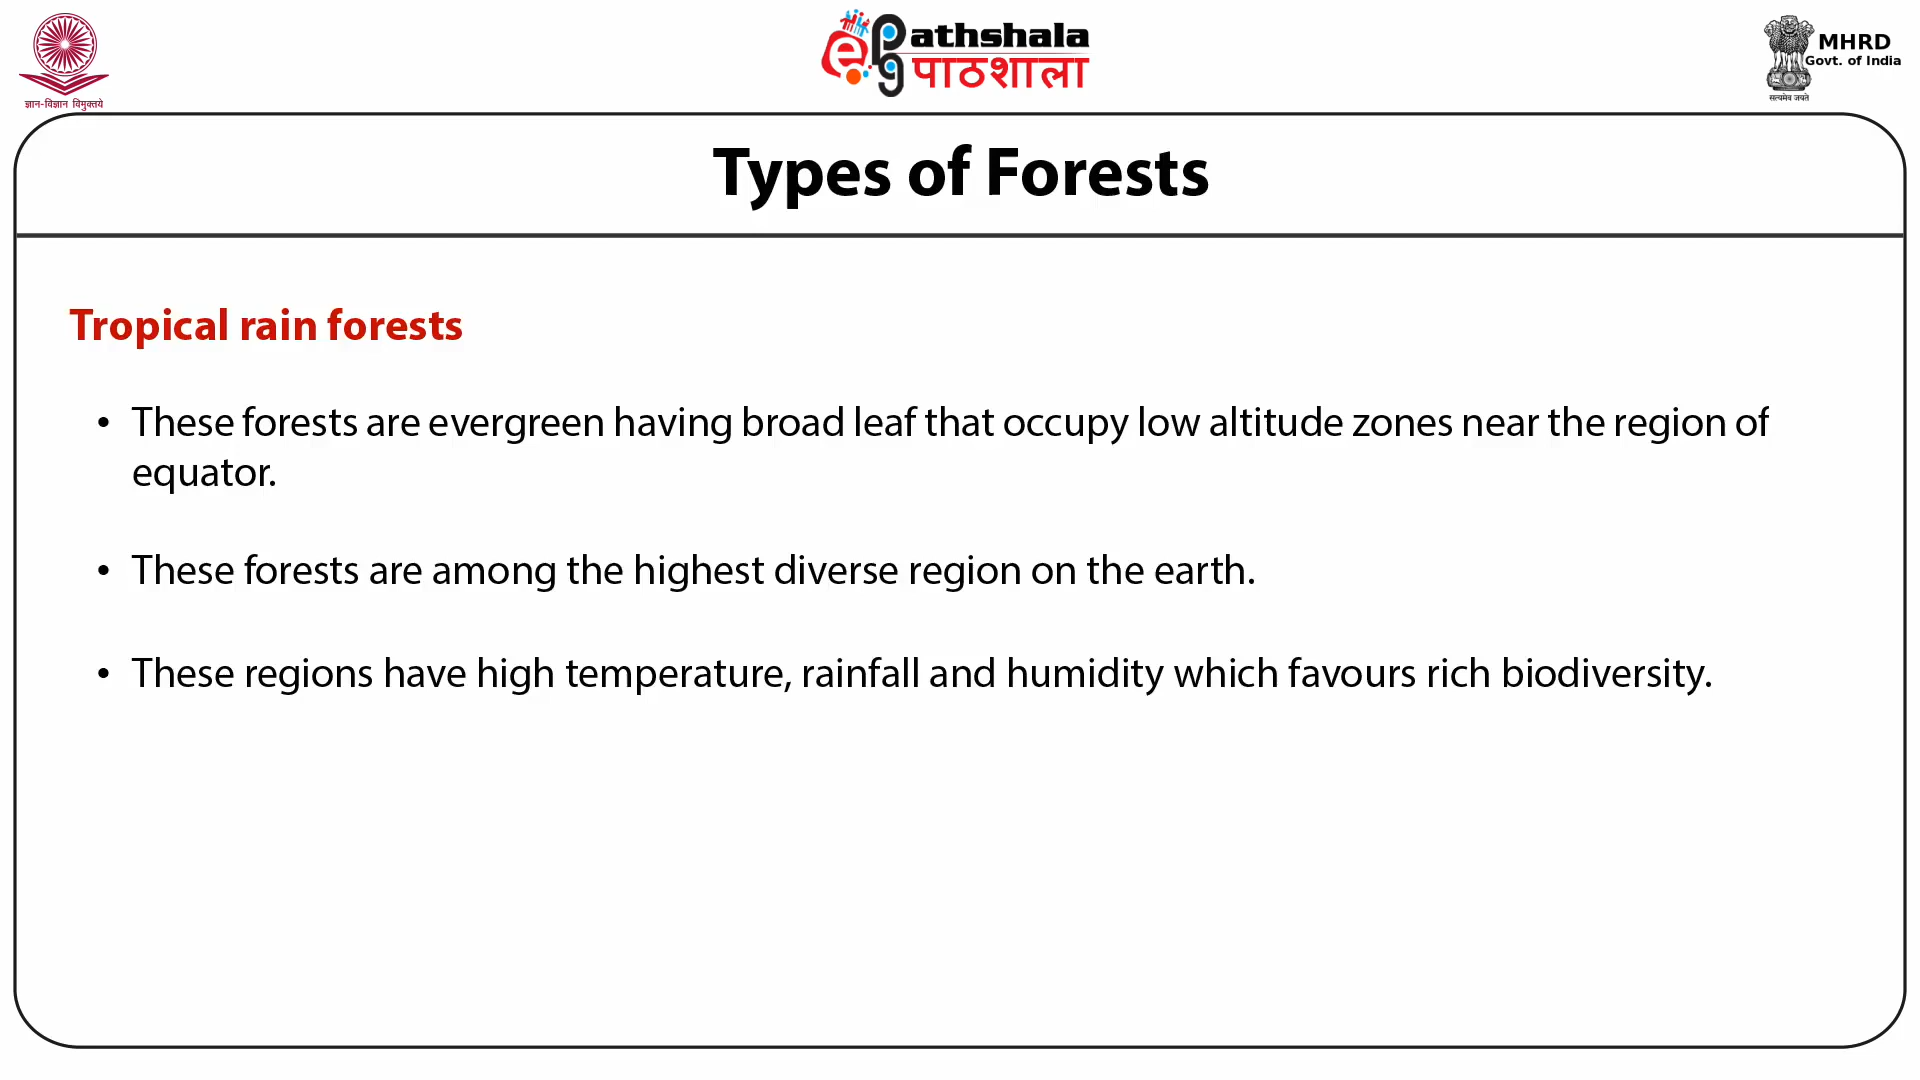 ज्ञान-विज्ञान विमुक्तये
ePG Pathshala
पाठशाला
MHRD
Govt. of India
सत्यमेव जयते
Types of Forests
Tropical rain forests
• These forests are evergreen having broad leaf that occupy low altitude zones near the region of
equator.
• These forests are among the highest diverse region on the earth.
• These regions have high temperature, rainfall and humidity which favours rich biodiversity.